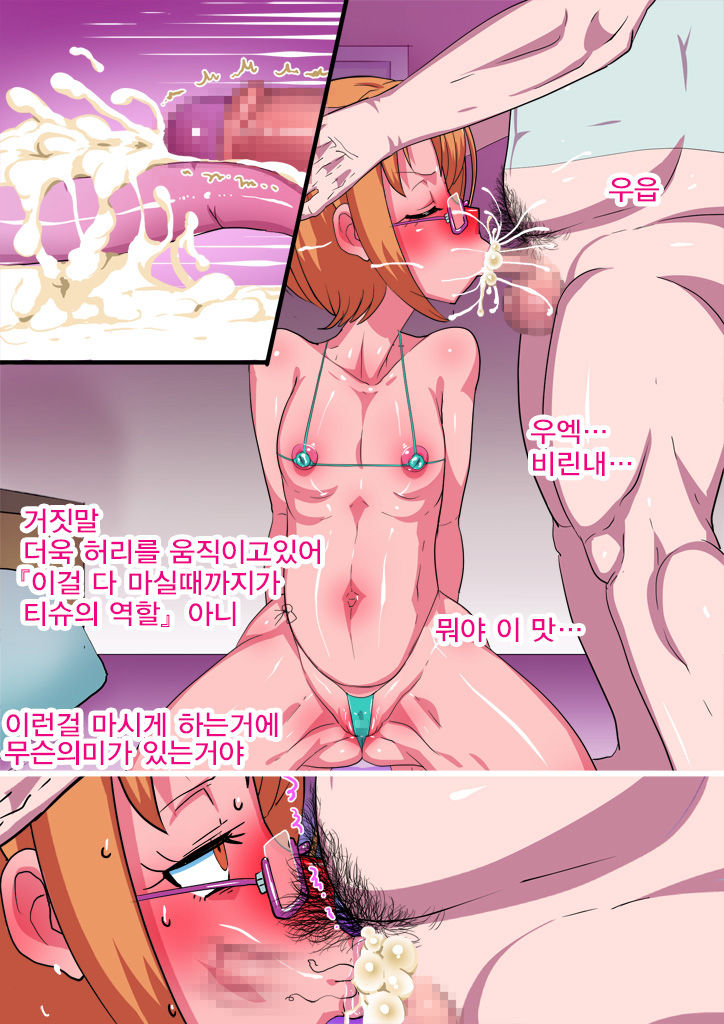 우읍
우엑…
비린내…
거짓말
더욱 허리를 움직이고있어
『이걸 다 마실때까지가
티슈의 역할』 아니
뭐야 이 맛…
이런걸 마시게 하는거에
무슨의미가 있는거야